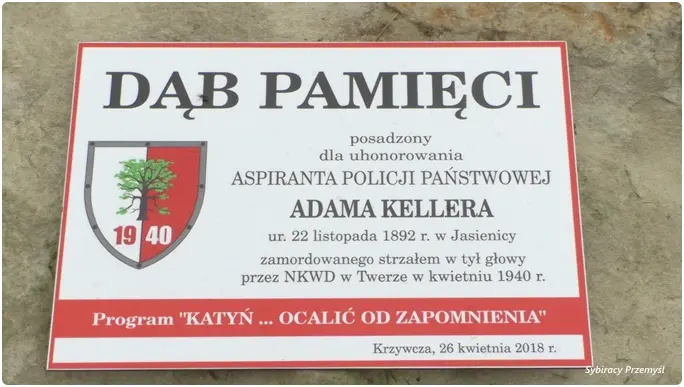 DĄB PAMIĘCI
posadzony
dla uhonorowania
ASPIRANTA POLICJI PAŃSTWOWEJ
ADAMA KELLERA
ur. 22 listopada 1892 r. w Jasienicy
zamordowanego strzałem w tył głowy
przez NKWD w Twerze w kwietniu 1940 r.
19 40
Program "KATYŃ ... OCALIĆ OD ZAPOMNIENIA"
Krzywcza, 26 kwietnia 2018 r.
Sybiracy Przemyśl